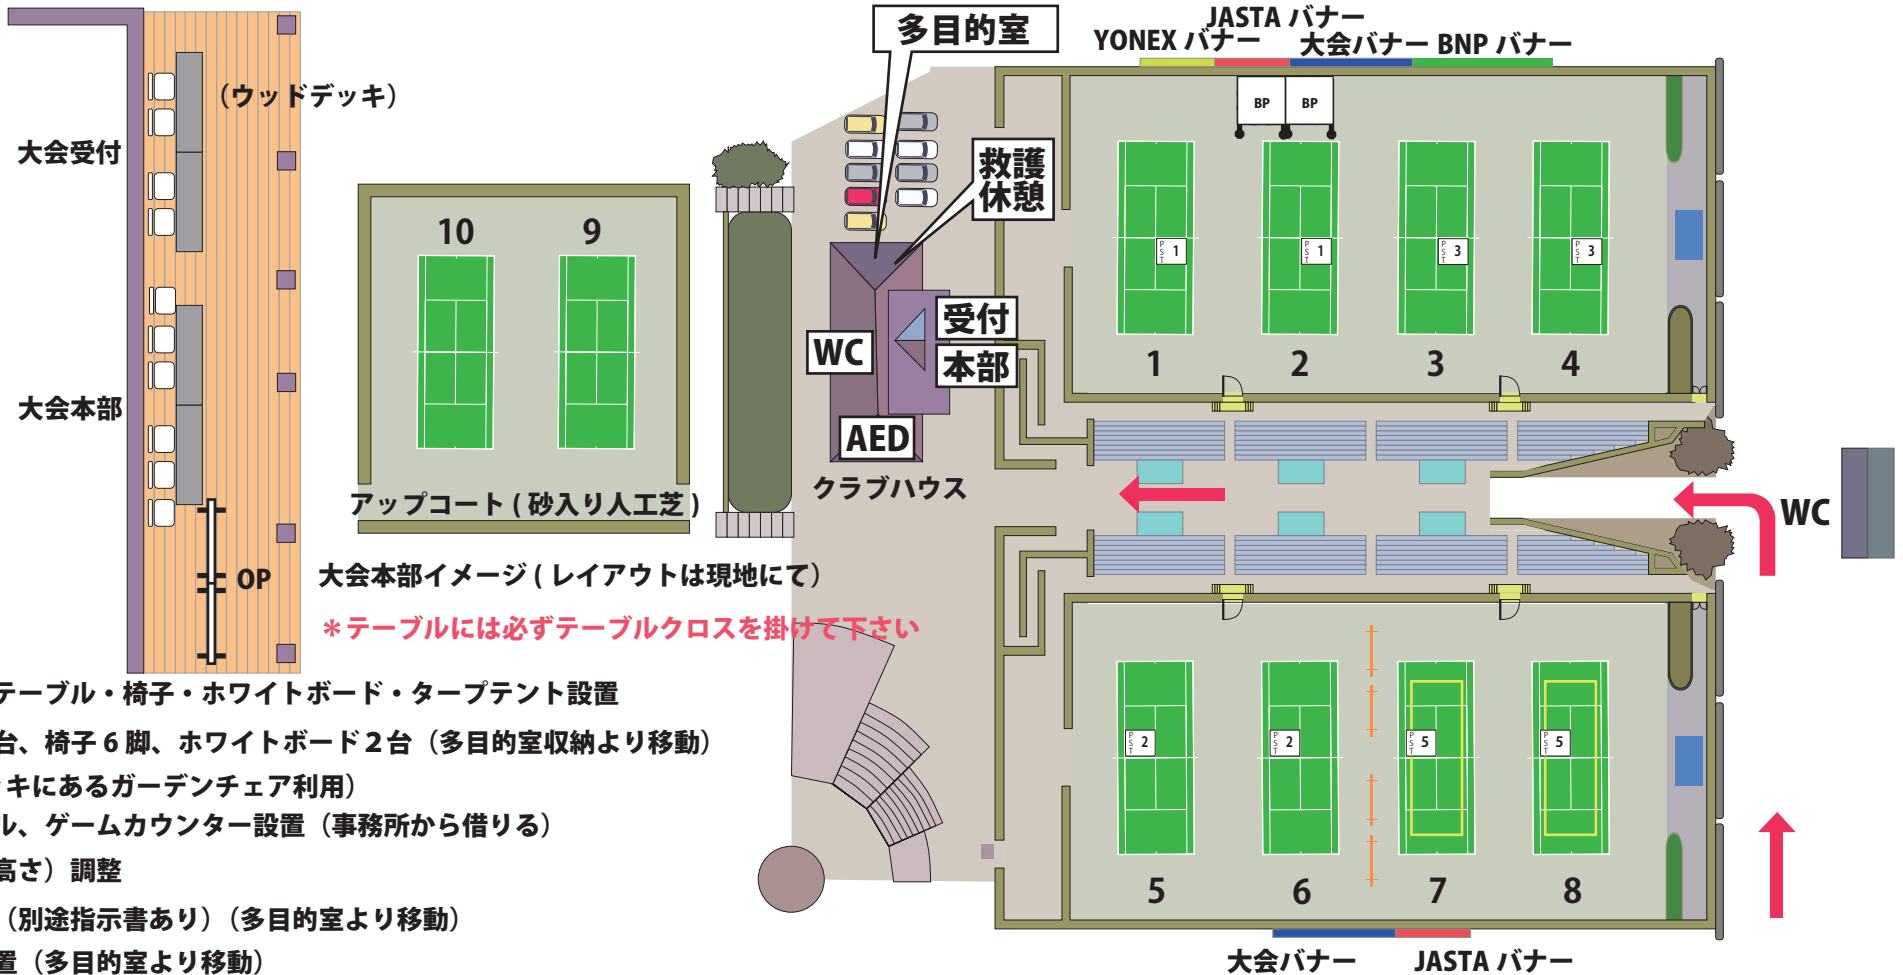 JASTA バナー
YONEX バナー
大会バナー
BNP バナー
多目的室
(ウッドデッキ)
大会受付
大会本部
OP
救護
休憩
BP
BP
10
9
アップコート ( 砂入り人工芝 )
WC
受付
本部
AED
クラブハウス
PST 1
PST 1
PST 3
PST 3
1
2
3
4
WC
大会本部イメージ ( レイアウトは現地にて)
＊テーブルには必ずテーブルクロスを掛けて下さい
テーブル・椅子・ホワイトボード・タープテント設置
台、椅子 6 脚、ホワイトボード２台（多目的室収納より移動）
キにあるガーデンチェア利用）
ル、ゲームカウンター設置（事務所から借りる）
高さ）調整
（別途指示書あり）（多目的室より移動）
置（多目的室より移動）
PST 2
PST 2
PST 5
PST 5
5
6
7
8
大会バナー
JASTA バナー